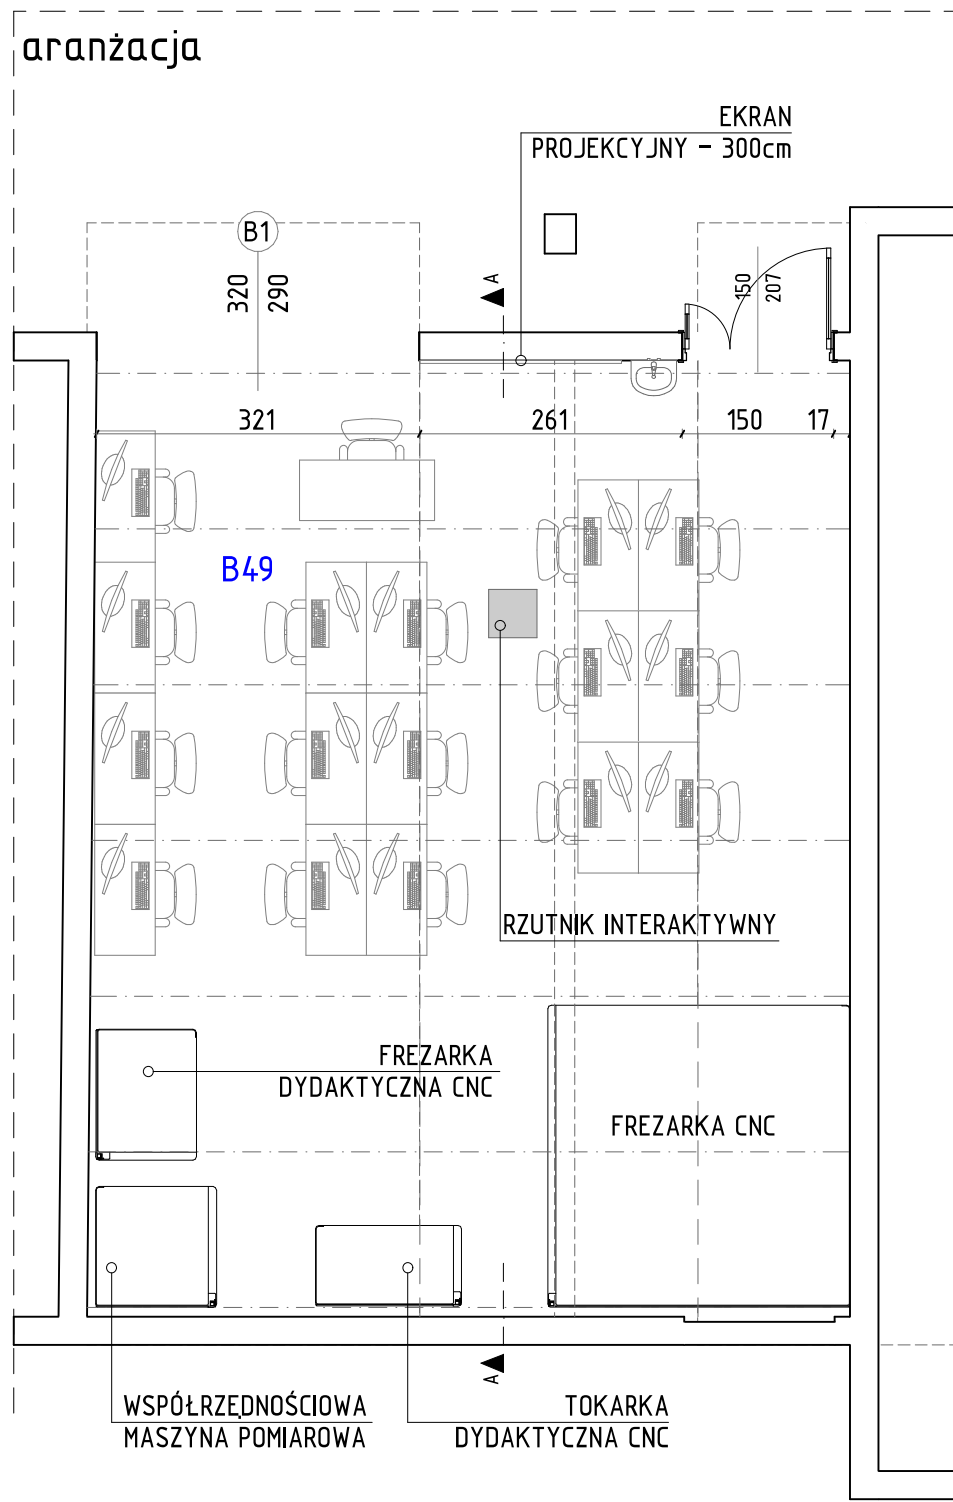 aranżacja
EKRAN
PROJEKCYJNY - 300cm
B1
320
290
A
150
207
321
261
150
17
B49
RZUTNIK INTERAKTYWNY
FREZARKA
DYDAKTYCZNA CNC
FREZARKA CNC
A
WSPÓŁRZĘDNOŚCIOWA
MASZYNA POMIAROWA
TOKARKA
DYDAKTYCZNA CNC